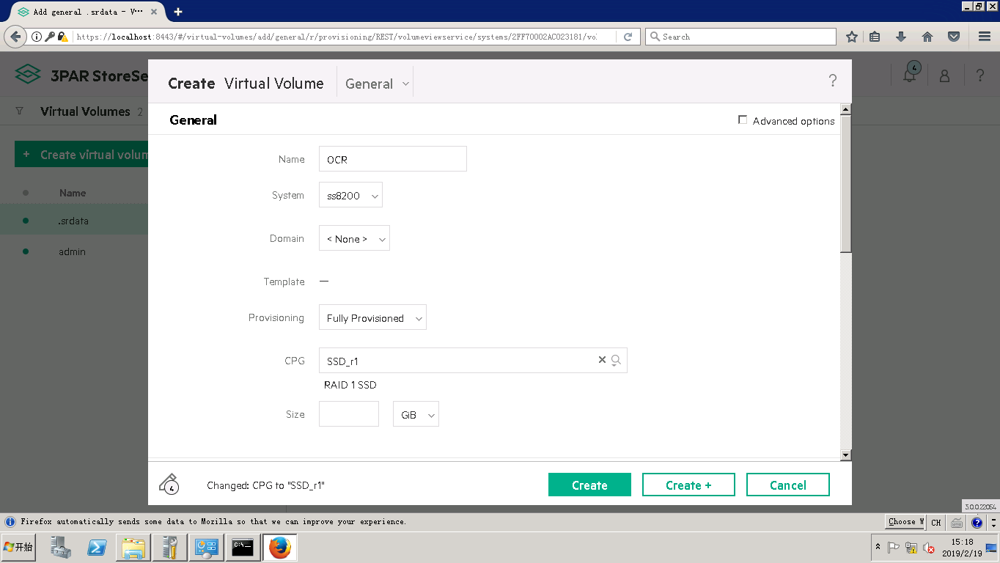 Add general .srdata - V···
https://localhost:8443/#/virtual-volumes/add/general/r/provisioning/REST/volumeviewservice/systems/2FF70002AC023181/vol
Search
3PAR StoreSe
4
Virtual Volumes 2
+ Create virtual volum
Name
.srdata
admin
Create Virtual Volume General
?
General
Advanced options
Name OCR
System ss8200
Domain < None >
Template —
Provisioning Fully Provisioned
CPG SSD_r1
RAID 1 SSD
Size GiB
4 Changed: CPG to "SSD_r1"
Create Create + Cancel
3.0.0.22054
Firefox automatically sends some data to Mozilla so that we can improve your experience.
Choose W
CH
开始
C:\
15:18
2019/2/19